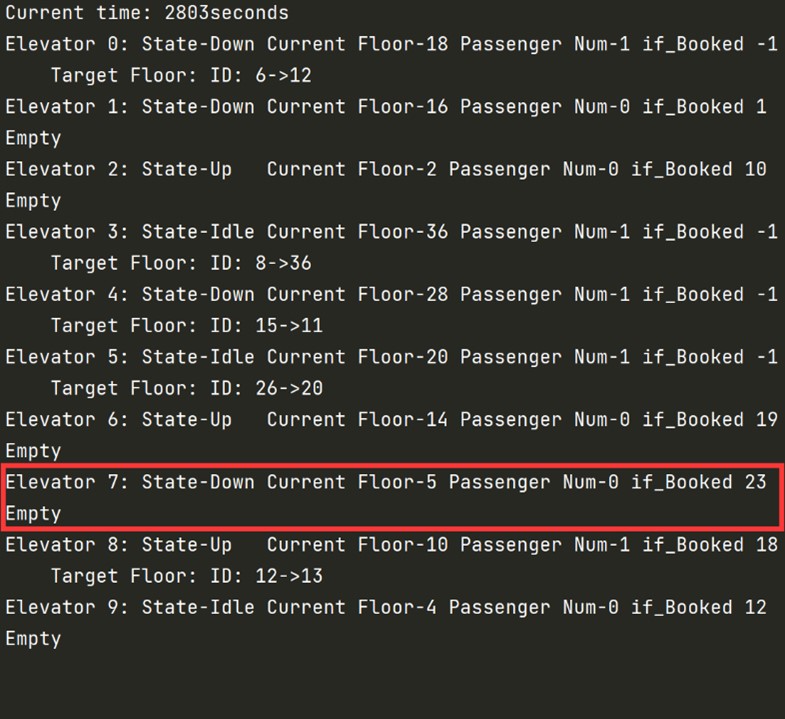 Current time: 2803seconds
Elevator 0: State-Down Current Floor-18 Passenger Num-1 if_Booked -1
    Target Floor: ID: 6->12
Elevator 1: State-Down Current Floor-16 Passenger Num-0 if_Booked 1
Empty
Elevator 2: State-Up   Current Floor-2 Passenger Num-0 if_Booked 10
Empty
Elevator 3: State-Idle Current Floor-36 Passenger Num-1 if_Booked -1
    Target Floor: ID: 8->36
Elevator 4: State-Down Current Floor-28 Passenger Num-1 if_Booked -1
    Target Floor: ID: 15->11
Elevator 5: State-Idle Current Floor-20 Passenger Num-1 if_Booked -1
    Target Floor: ID: 26->20
Elevator 6: State-Up   Current Floor-14 Passenger Num-0 if_Booked 19
Empty
Elevator 7: State-Down Current Floor-5 Passenger Num-0 if_Booked 23
Empty
Elevator 8: State-Up   Current Floor-10 Passenger Num-1 if_Booked 18
    Target Floor: ID: 12->13
Elevator 9: State-Idle Current Floor-4 Passenger Num-0 if_Booked 12
Empty